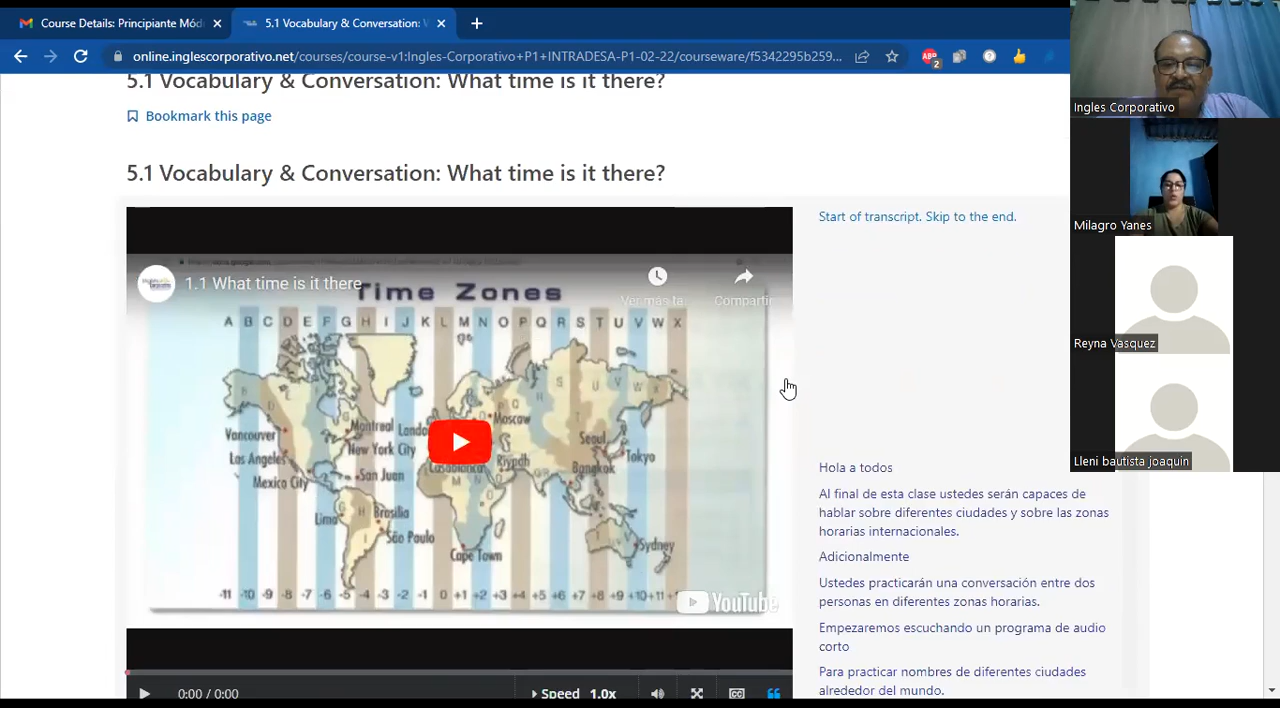 Course Details: Principiante Mód
5.1 Vocabulary & Conversation: V
online.inglescorporativo.net/courses/course-v1:Ingles-Corporativo+P1+INTRADESA-P1-02-22/courseware/f5342295b259...
ABP
2
5.1 Vocabulary & Conversation: What time is it there?
Bookmark this page
5.1 Vocabulary & Conversation: What time is it there?
1.1 What time is it there
Ver más ta...
Compartir
Time Zones
A B C D E F G H I J K L M N O P Q R S T U V W X
Vancouver
Los Angeles
Mexico City
Montreal
New York City
San Juan
Lima
Brasilia
São Paulo
Casablanca
Cape Town
Moscow
Riyadh
Seoul
Tokyo
Bangkok
Sydney
-11 -10 -9 -8 -7 -6 -5 -4 -3 -2 -1 0 +1 +2 +3 +4 +5 +6 +7 +8 +9 +10 +11
YouTube
0:00 / 0:00
Speed 1.0x
Start of transcript. Skip to the end.
Hola a todos
Al final de esta clase ustedes serán capaces de
hablar sobre diferentes ciudades y sobre las zonas
horarias internacionales.
Adicionalmente
Ustedes practicarán una conversación entre dos
personas en diferentes zonas horarias.
Empezaremos escuchando un programa de audio
corto
Para practicar nombres de diferentes ciudades
alrededor del mundo.
Ingles Corporativo
Milagro Yanes
Reyna Vasquez
Lleni bautista joaquin